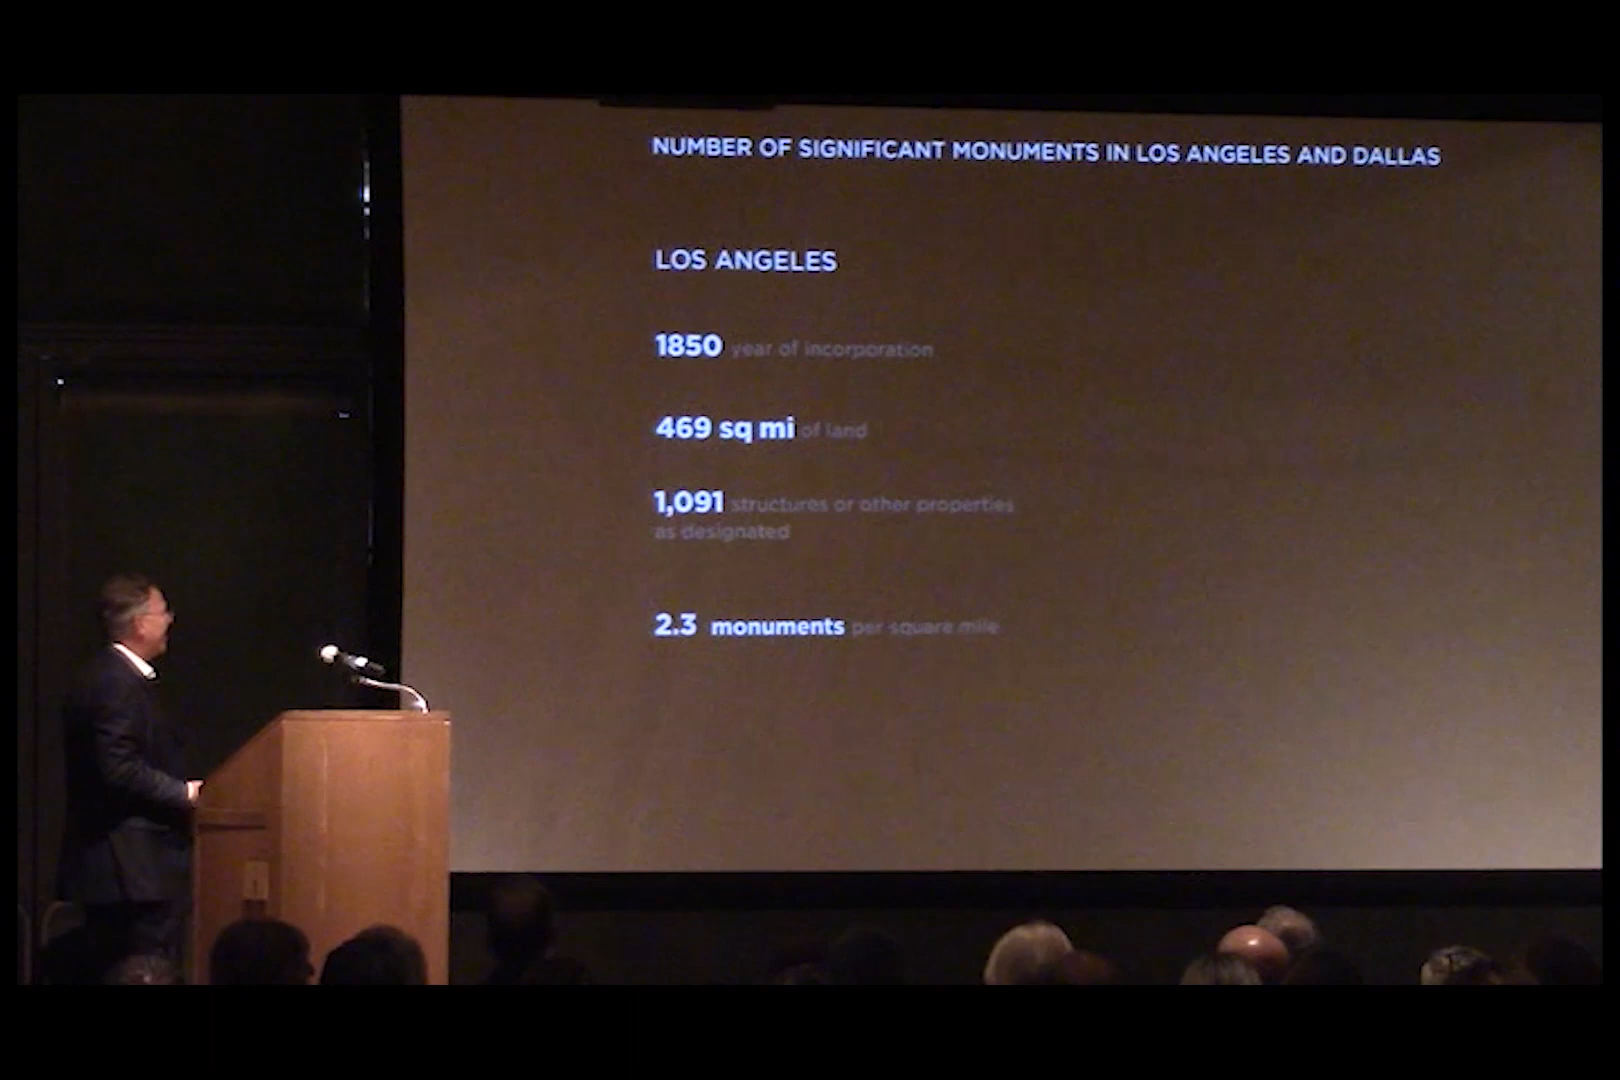 NUMBER OF SIGNIFICANT MONUMENTS IN LOS ANGELES AND DALLAS
LOS ANGELES
1850 year of incorporation
469 sq mi of land
1,091 structures or other properties
as designated
2.3 monuments per square mile